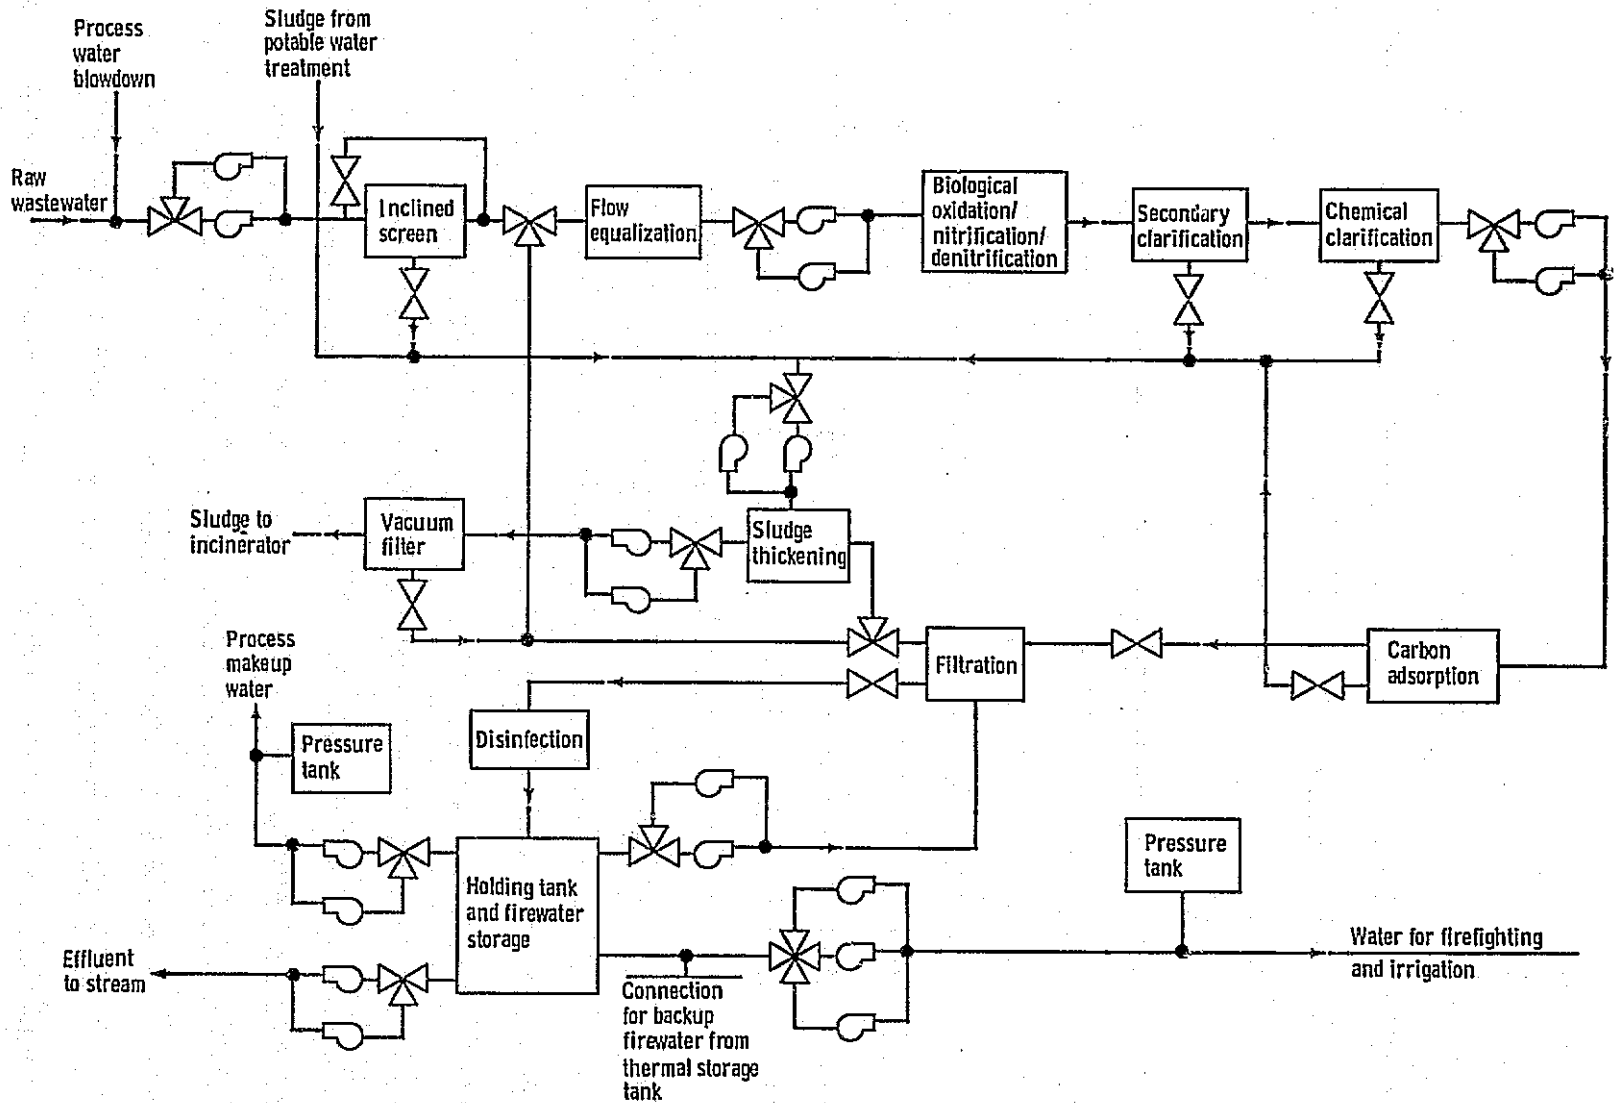 Process
water
blowdown
Sludge from
potable water
treatment
Raw
wastewater
Inclined
screen
Flow
equalization
Biological
oxidation/
nitrification/
denitrification
Secondary
clarification
Chemical
clarification
Sludge to
incinerator
Vacuum
filter
Sludge
thickening
Process
makeup
water
Filtration
Carbon
adsorption
Pressure
tank
Disinfection
Pressure
tank
Holding tank
and firewater
storage
Effluent
to stream
Water for firefighting
and irrigation
Connection
for backup
firewater from
thermal storage
tank